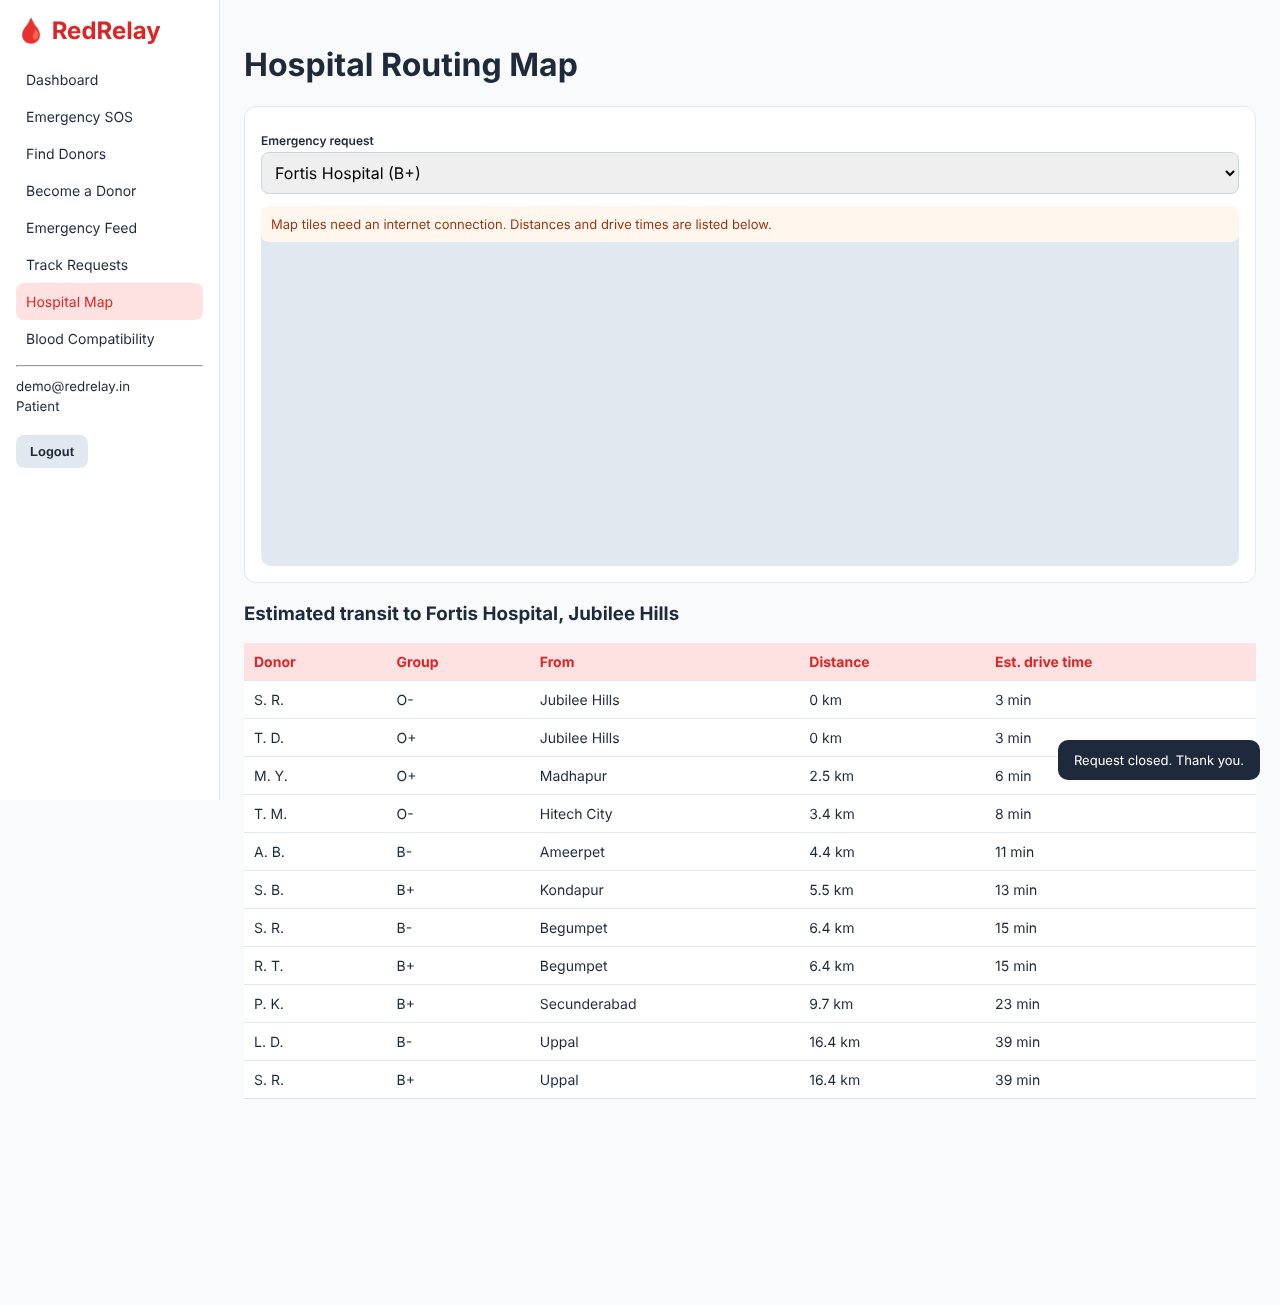 RedRelay
Dashboard
Emergency SOS
Find Donors
Become a Donor
Emergency Feed
Track Requests
Hospital Map
Blood Compatibility
demo@redrelay.in
Patient
Logout
Hospital Routing Map
Emergency request
Fortis Hospital (B+)
Map tiles need an internet connection. Distances and drive times are listed below.
Estimated transit to Fortis Hospital, Jubilee Hills
Donor Group From Distance Est. drive time
S. R. O- Jubilee Hills 0 km 3 min
T. D. O+ Jubilee Hills 0 km 3 min
Request closed. Thank you.
M. Y. O+ Madhapur 2.5 km 6 min
T. M. O- Hitech City 3.4 km 8 min
A. B. B- Ameerpet 4.4 km 11 min
S. B. B+ Kondapur 5.5 km 13 min
S. R. B- Begumpet 6.4 km 15 min
R. T. B+ Begumpet 6.4 km 15 min
P. K. B+ Secunderabad 9.7 km 23 min
L. D. B- Uppal 16.4 km 39 min
S. R. B+ Uppal 16.4 km 39 min